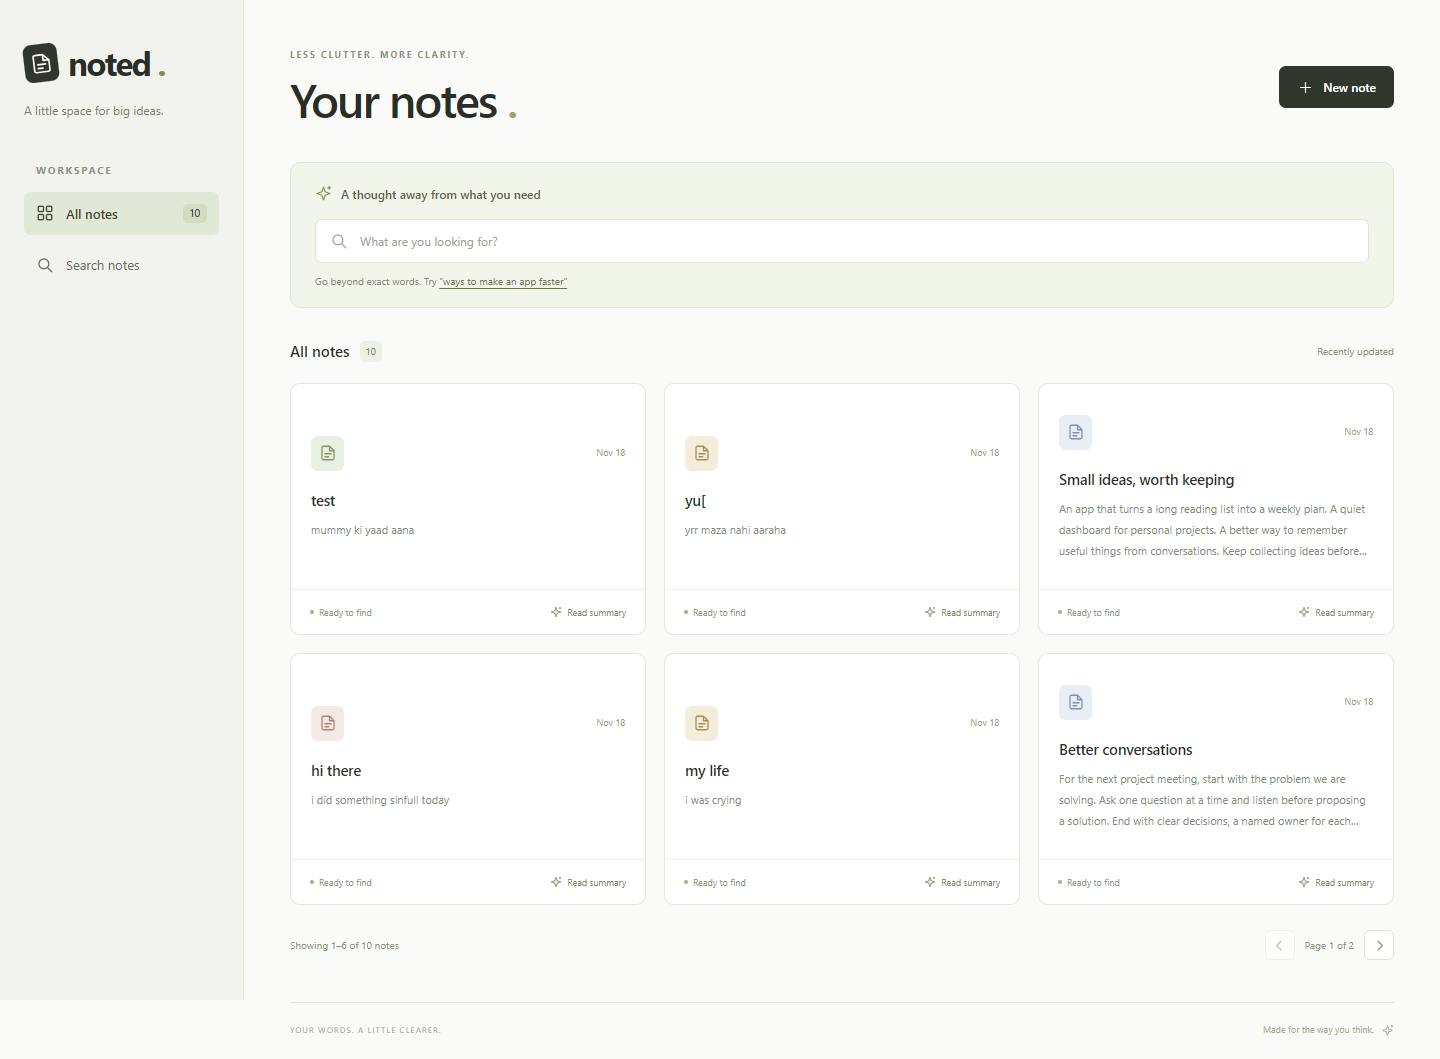 noted.
A little space for big ideas.
WORKSPACE
All notes 10
Search notes
LESS CLUTTER. MORE CLARITY.
Your notes.
New note
A thought away from what you need
What are you looking for?
Go beyond exact words. Try "ways to make an app faster"
All notes 10
Recently updated
Nov 18
test
mummy ki yaad aana
Ready to find
Read summary
Nov 18
yu[
yrr maza nahi aaraha
Ready to find
Read summary
Nov 18
Small ideas, worth keeping
An app that turns a long reading list into a weekly plan. A quiet
dashboard for personal projects. A better way to remember
useful things from conversations. Keep collecting ideas before...
Ready to find
Read summary
Nov 18
hi there
i did something sinfull today
Ready to find
Read summary
Nov 18
my life
i was crying
Ready to find
Read summary
Nov 18
Better conversations
For the next project meeting, start with the problem we are
solving. Ask one question at a time and listen before proposing
a solution. End with clear decisions, a named owner for each...
Ready to find
Read summary
Showing 1–6 of 10 notes
Page 1 of 2
YOUR WORDS. A LITTLE CLEARER.
Made for the way you think.